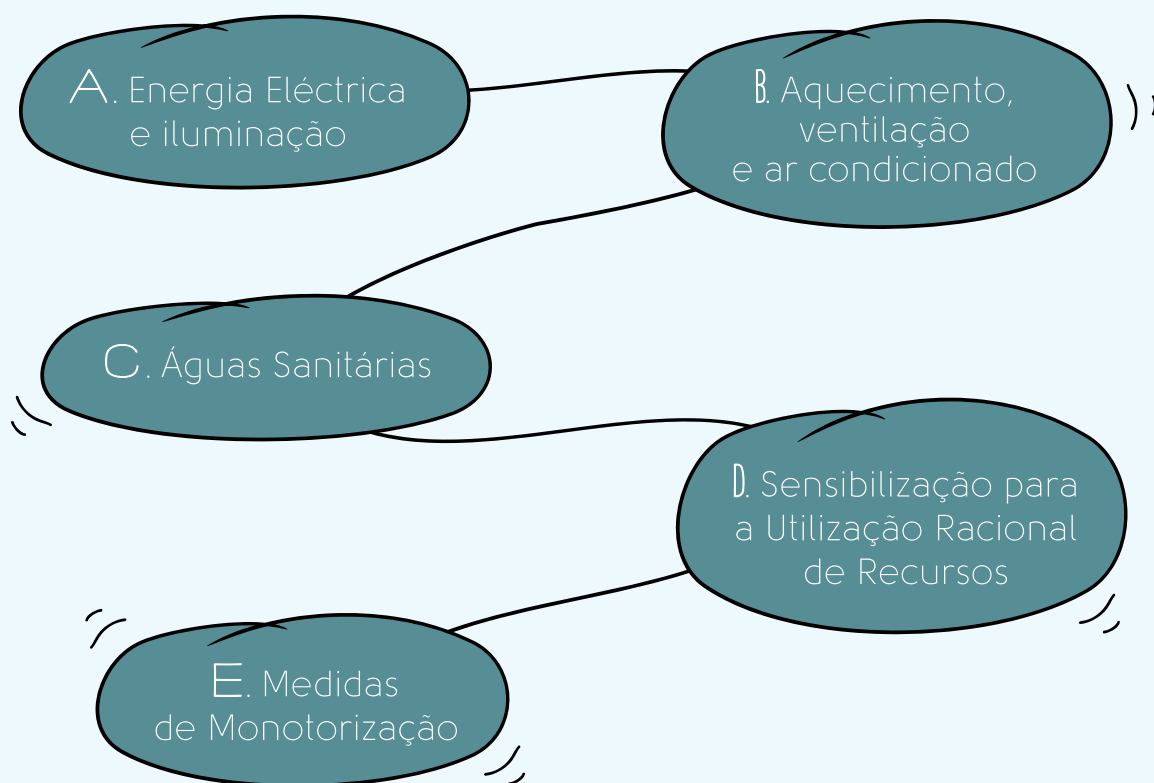 A. Energia Eléctrica
e iluminação
B. Aquecimento,
ventilação
e ar condicionado
C. Águas Sanitárias
D. Sensibilização para
a Utilização Racional
de Recursos
E. Medidas
de Monotorização